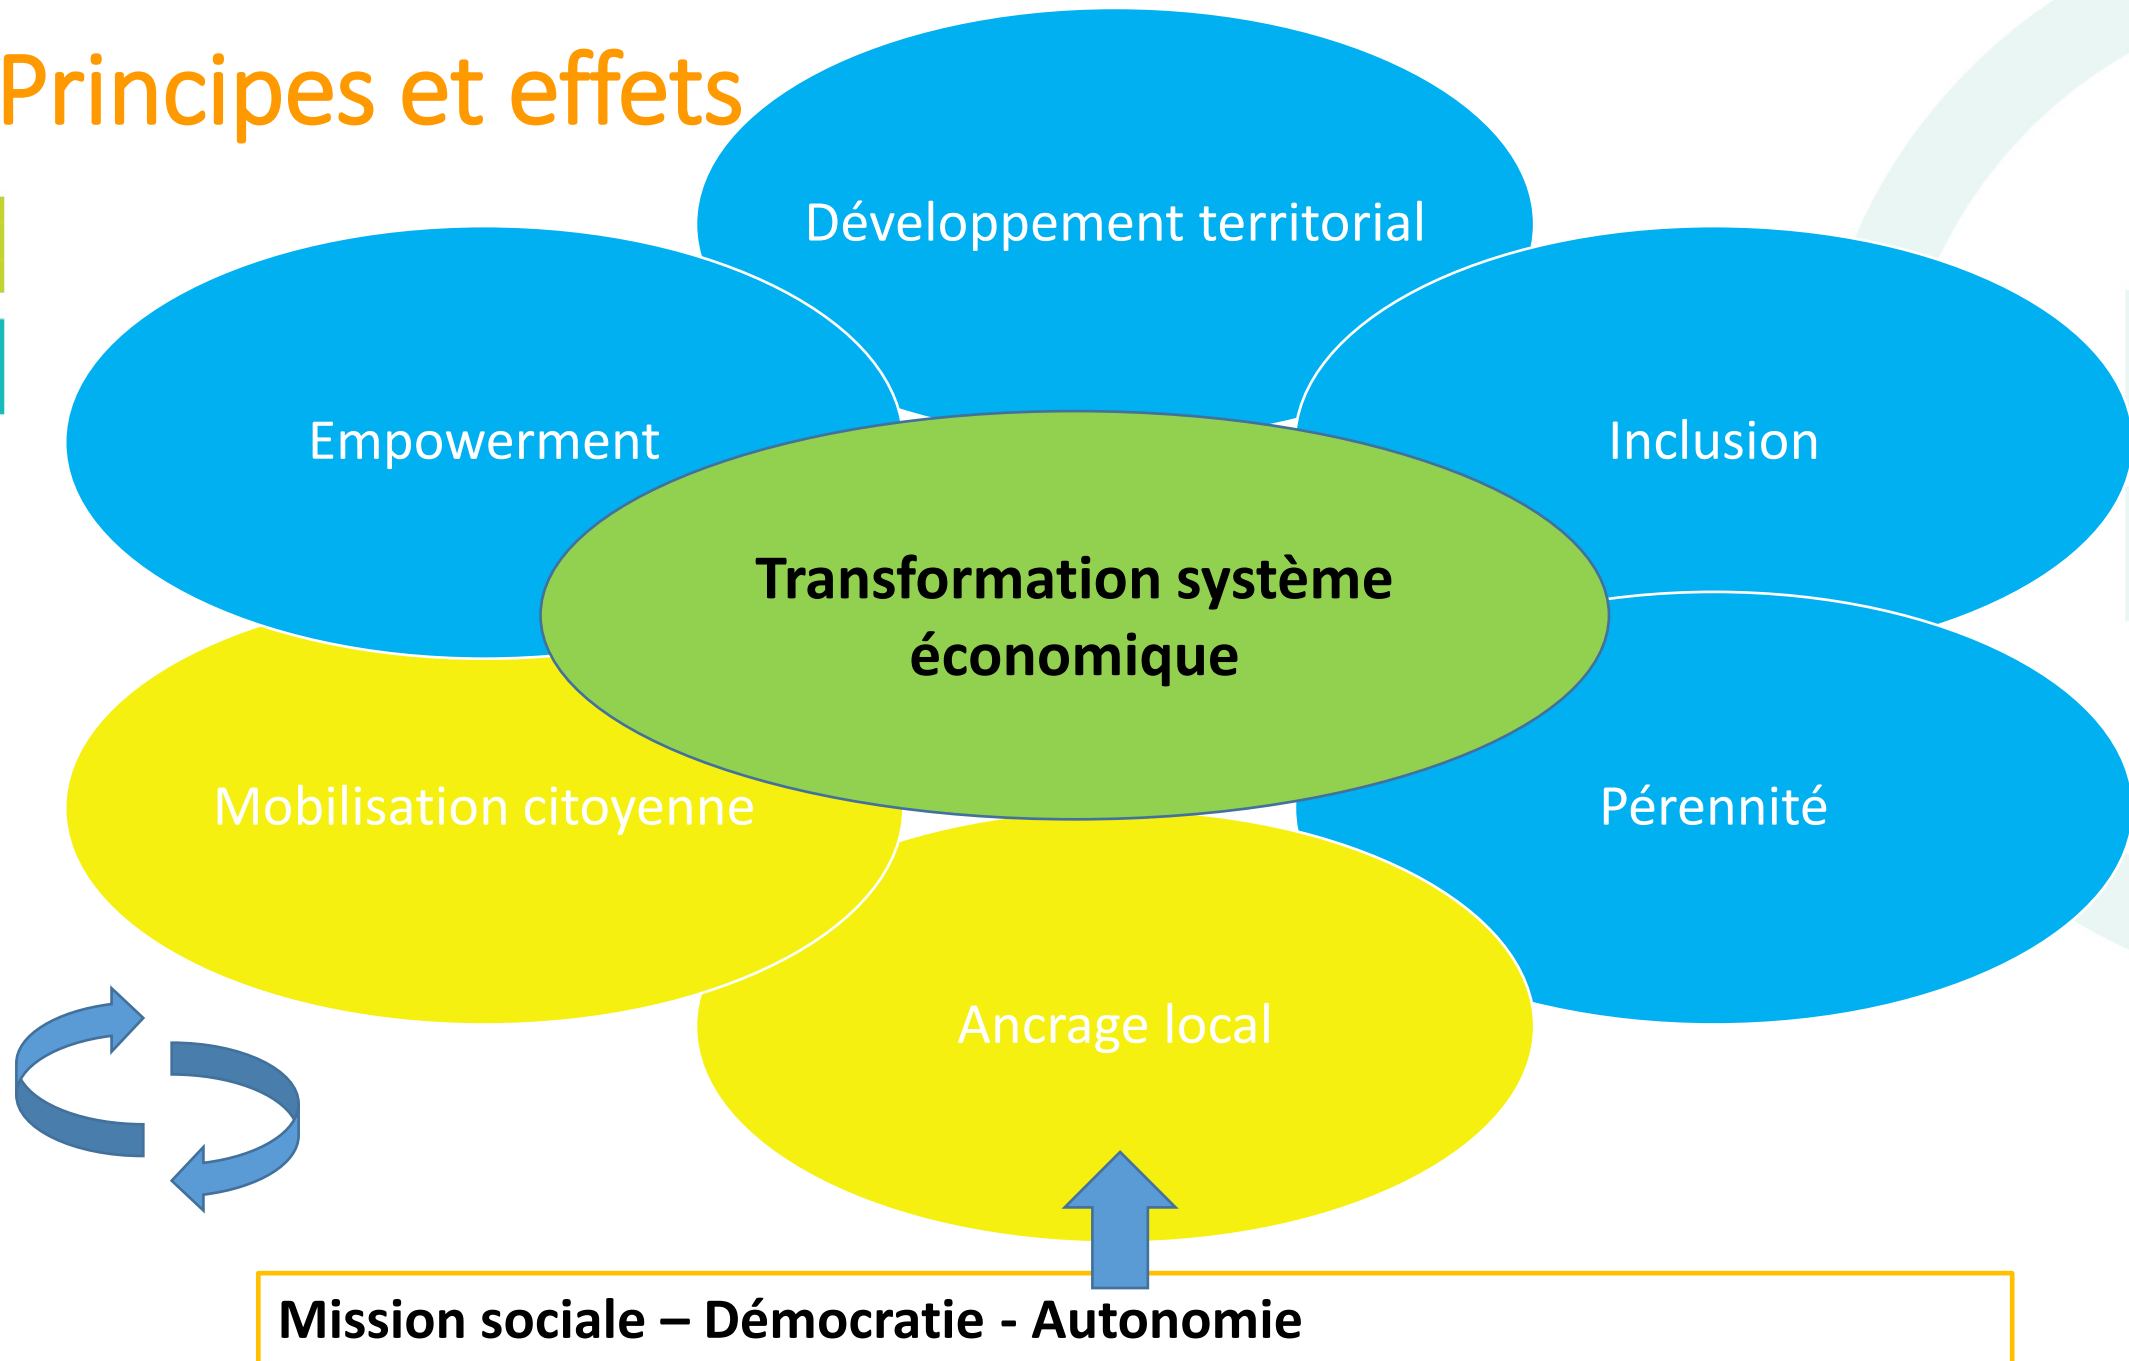 Principes et effets
Développement territorial
Empowerment
Inclusion
Transformation système
économique
Mobilisation citoyenne
Pérennité
Ancrage local
Mission sociale – Démocratie - Autonomie